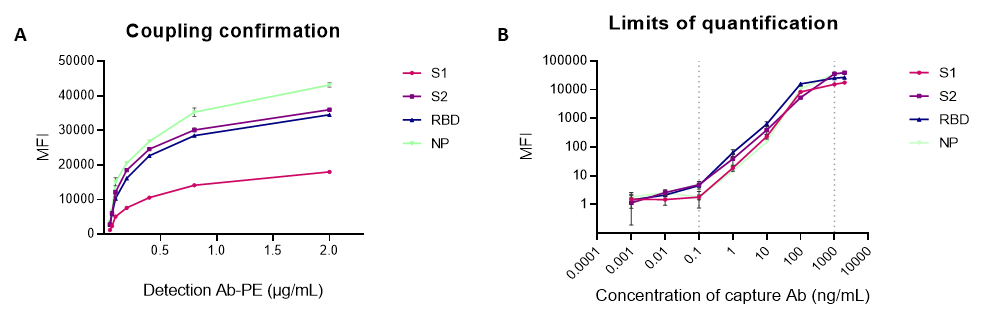 A
Coupling confirmation
MFI
50000
40000
30000
20000
10000
0
0.5
1.0
1.5
2.0
Detection Ab-PE (µg/mL)
S1
S2
RBD
NP
B
Limits of quantification
MFI
100000
10000
1000
100
10
1
0.0001
0.001
0.01
0.1
1
10
100
1000
10000
Concentration of capture Ab (ng/mL)
S1
S2
RBD
NP